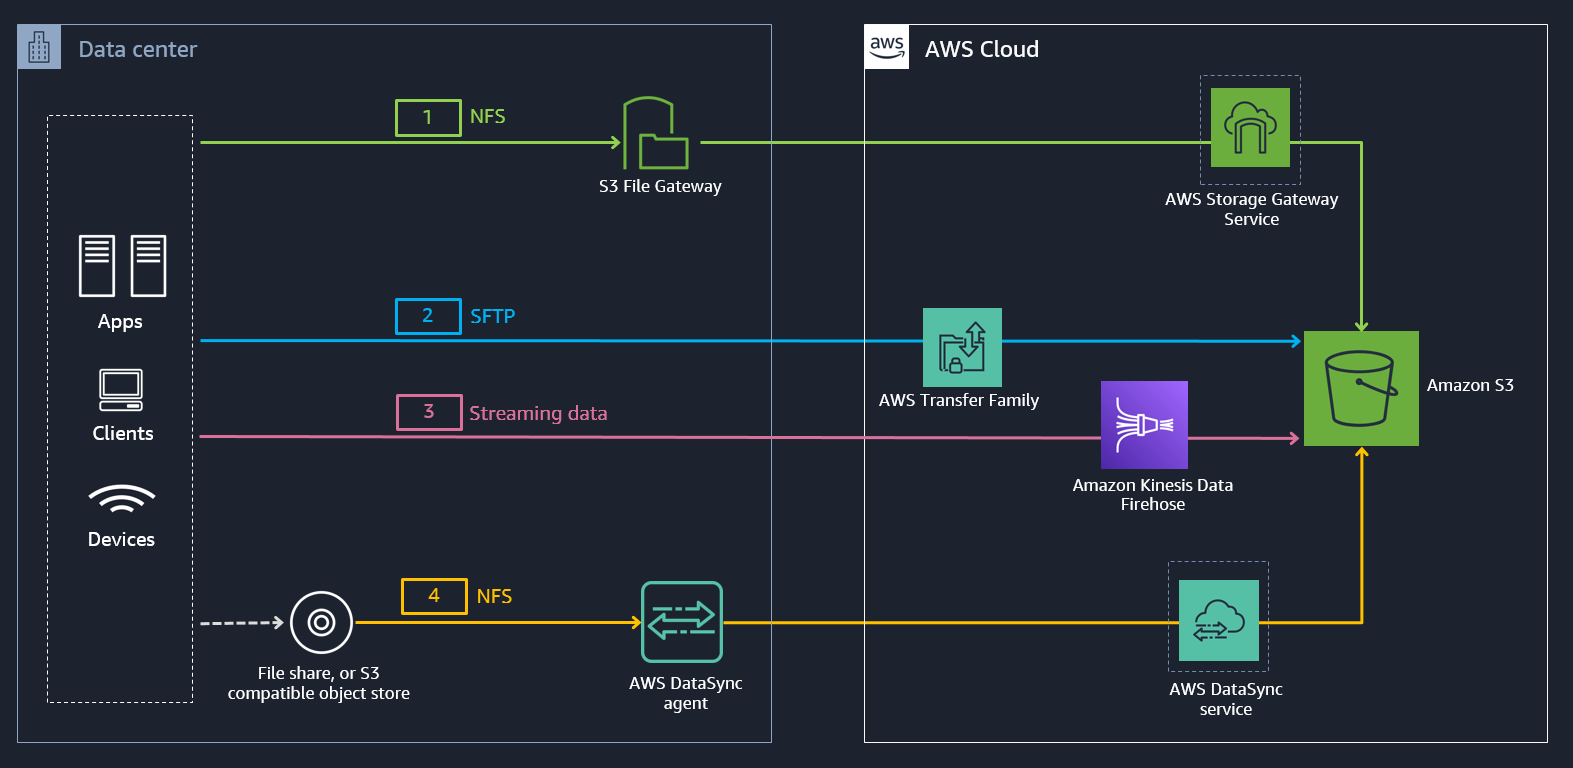 Data center
aws
AWS Cloud
1
NFS
S3 File Gateway
AWS Storage Gateway
Service
Apps
2
SFTP
AWS Transfer Family
Amazon S3
Clients
3
Streaming data
Amazon Kinesis Data
Firehose
Devices
4
NFS
File share, or S3
compatible object store
AWS DataSync
agent
AWS DataSync
service